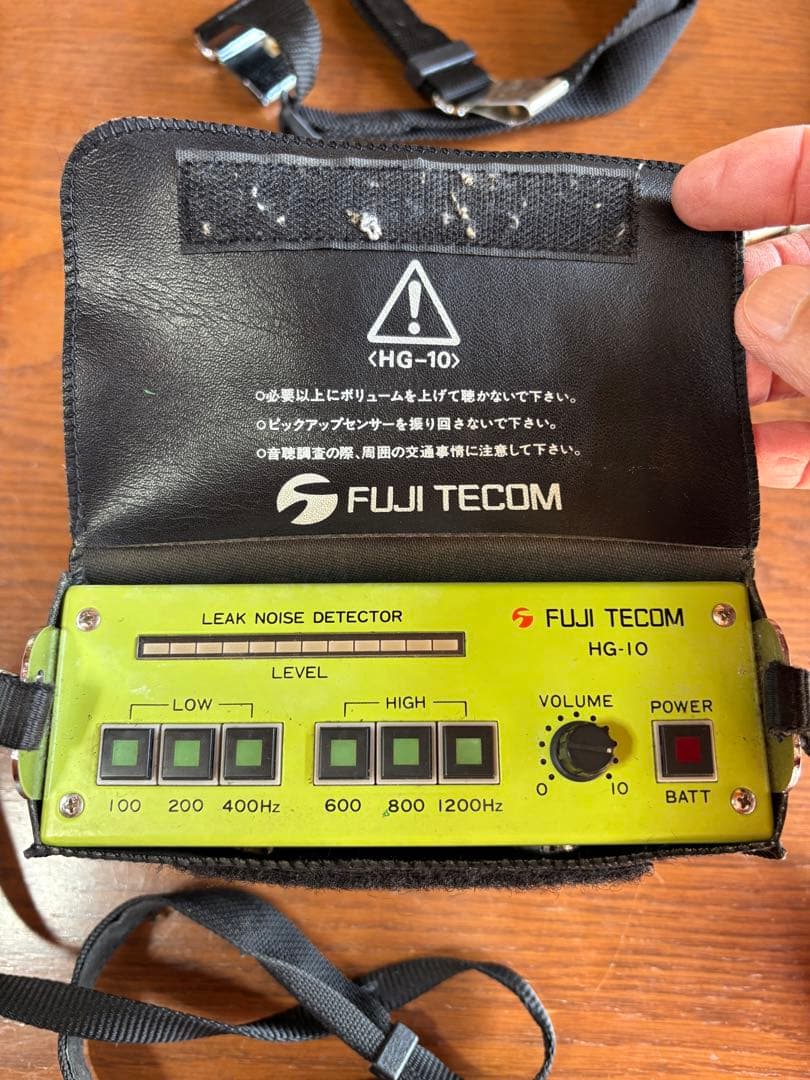 〈HG-10〉
○必要以上にボリュームを上げて聴かないで下さい。
○ピックアップセンサーを振り回さないで下さい。
○音聴調査の際、周囲の交通事情に注意して下さい。
FUJI TECOM
LEAK NOISE DETECTOR
FUJI TECOM
HG-10
LEVEL
LOW
HIGH
VOLUME
POWER
100 200 400Hz
600 800 1200Hz
0 10
BATT